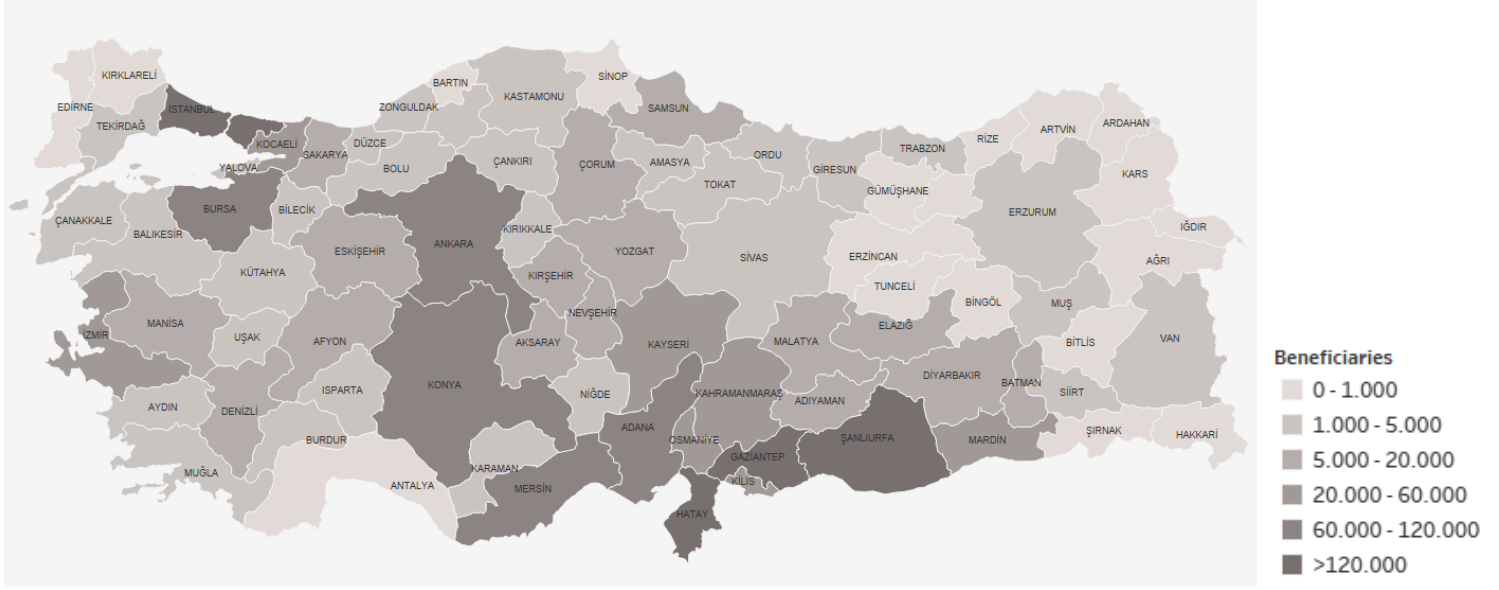 KIRKLARELİ
SİNOP
BARTIN
KASTAMONU
EDİRNE
İSTANBUL
ZONGULDAK
SAMSUN
TEKİRDAĞ
ARDAHAN
ARTVİN
RİZE
KOCAELİ
DÜZCE
TRABZON
SAKARYA
ORDU
YALOVA
BOLU
ÇANKIRI
ÇORUM
AMASYA
GİRESUN
KARS
TOKAT
GÜMÜŞHANE
BURSA
BİLECİK
ERZURUM
ÇANAKKALE
BALIKESİR
KIRIKKALE
IĞDIR
ANKARA
ESKİŞEHİR
YOZGAT
SİVAS
ERZİNCAN
AĞRI
KÜTAHYA
KIRŞEHİR
TUNCELİ
BİNGÖL
MUŞ
NEVŞEHİR
MANİSA
ELAZIĞ
İZMİR
UŞAK
AFYON
AKSARAY
KAYSERİ
MALATYA
BİTLİS
VAN
DİYARBAKIR
BATMAN
KONYA
ISPARTA
NİĞDE
KAHRAMANMARAŞ
ADIYAMAN
SİİRT
AYDIN
DENİZLİ
ADANA
BURDUR
OSMANİYE
ŞANLIURFA
MARDİN
ŞIRNAK
HAKKARİ
GAZİANTEP
MUĞLA
KARAMAN
KİLİS
ANTALYA
MERSİN
HATAY
Beneficiaries
0 - 1.000
1.000 - 5.000
5.000 - 20.000
20.000 - 60.000
60.000 - 120.000
>120.000